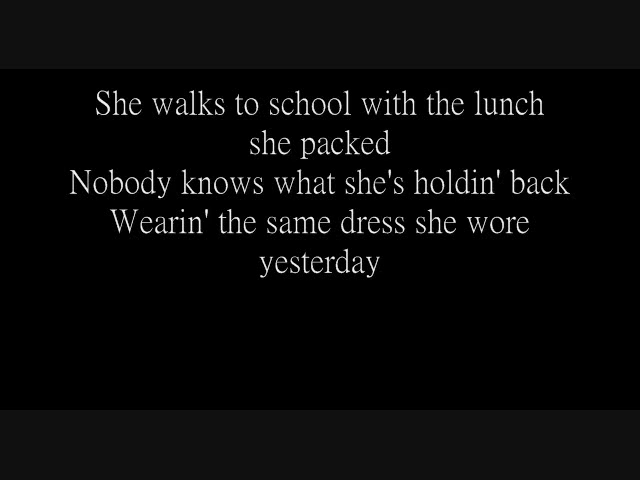 She walks to school with the lunch
she packed
Nobody knows what she's holdin' back
Wearin' the same dress she wore
yesterday